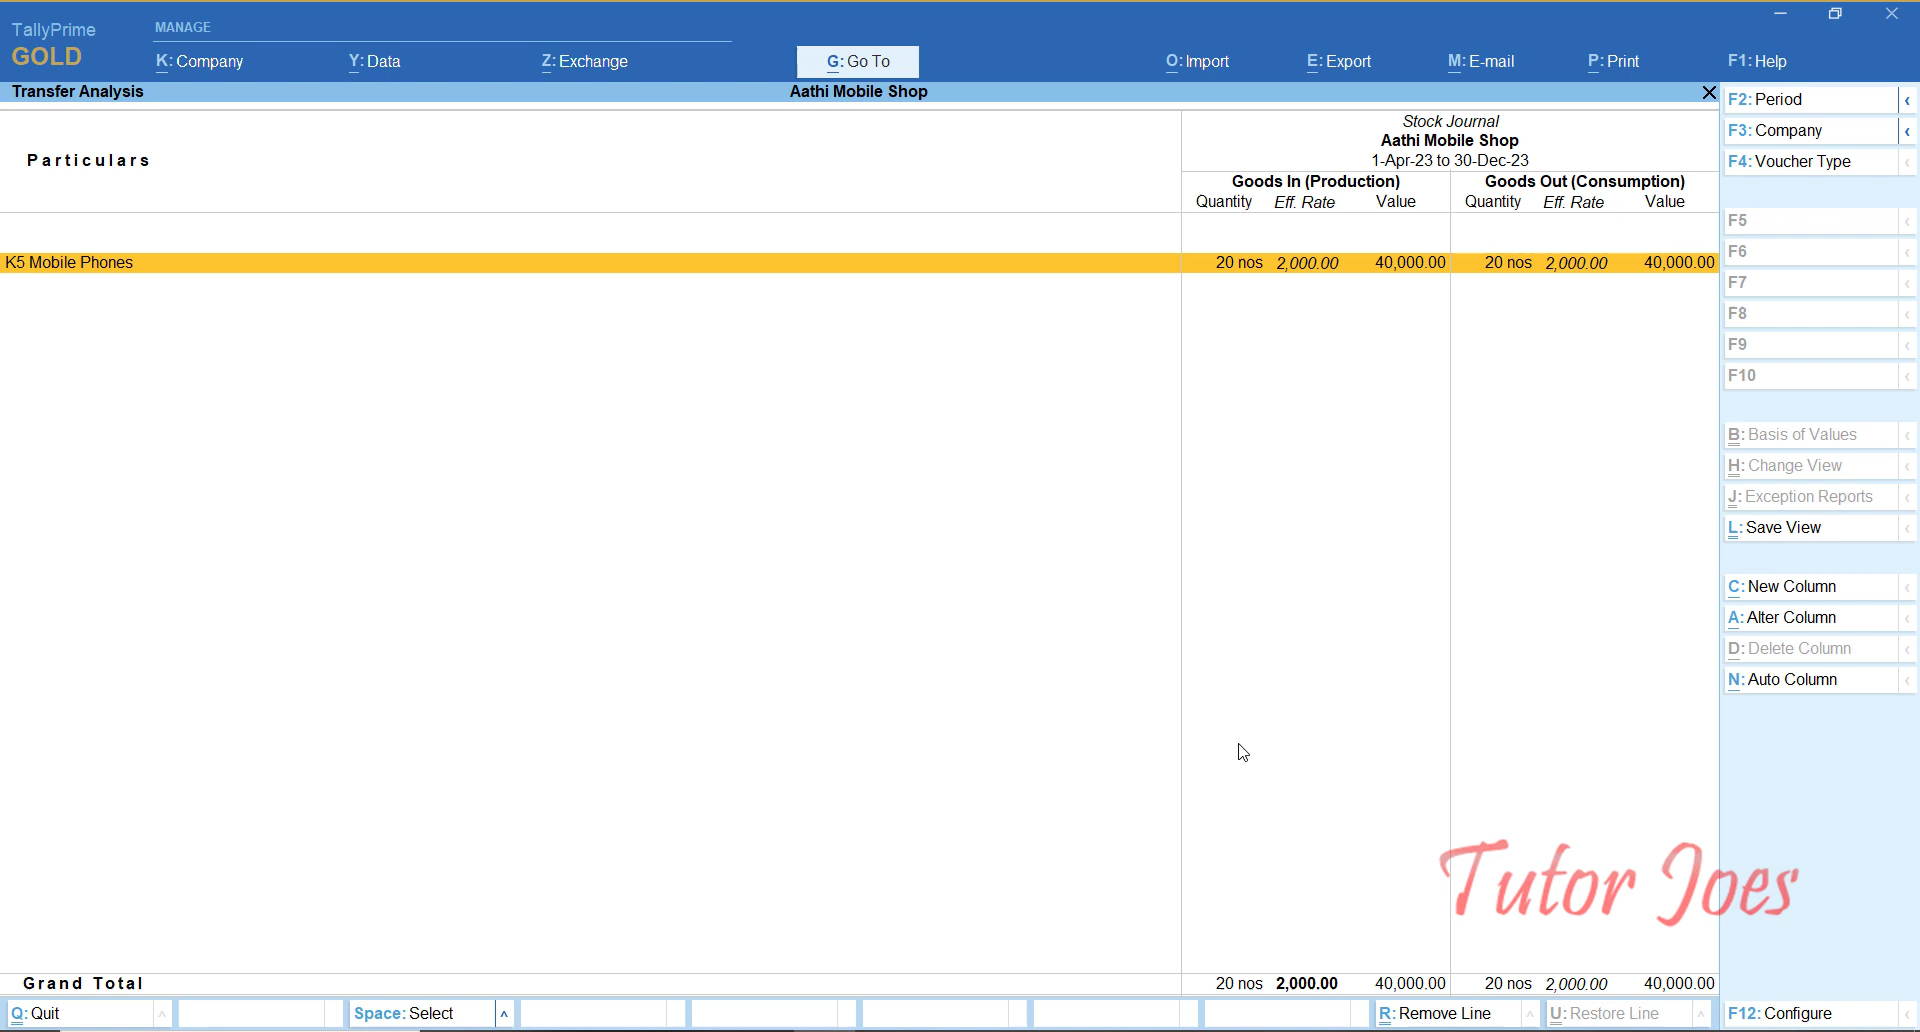 TallyPrime
GOLD
MANAGE
K: Company
Y: Data
Z: Exchange
G: Go To
O: Import
E: Export
M: E-mail
P: Print
F1: Help
Transfer Analysis
Aathi Mobile Shop
Particulars
Stock Journal
Aathi Mobile Shop
1-Apr-23 to 30-Dec-23
Goods In (Production)
Goods Out (Consumption)
Quantity Eff. Rate Value Quantity Eff. Rate Value
K5 Mobile Phones 20 nos 2,000.00 40,000.00 20 nos 2,000.00 40,000.00
Grand Total 20 nos 2,000.00 40,000.00 20 nos 2,000.00 40,000.00
F2: Period
F3: Company
F4: Voucher Type
F5
F6
F7
F8
F9
F10
B: Basis of Values
H: Change View
J: Exception Reports
L: Save View
C: New Column
A: Alter Column
D: Delete Column
N: Auto Column
Tutor Joes
Q: Quit
Space: Select
R: Remove Line
U: Restore Line
F12: Configure